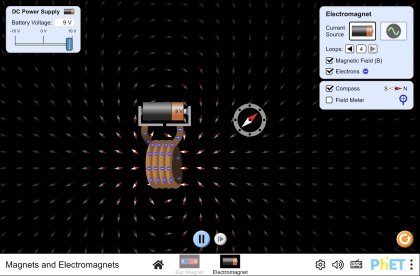 DC Power Supply
Battery Voltage: 9 V
-10 V 0 V 10 V
9 V
Electromagnet
Current Source
Loops: 4
Magnetic Field (B)
Electrons
Compass S N
Field Meter
Magnets and Electromagnets
Bar Magnet
Electromagnet
PhET